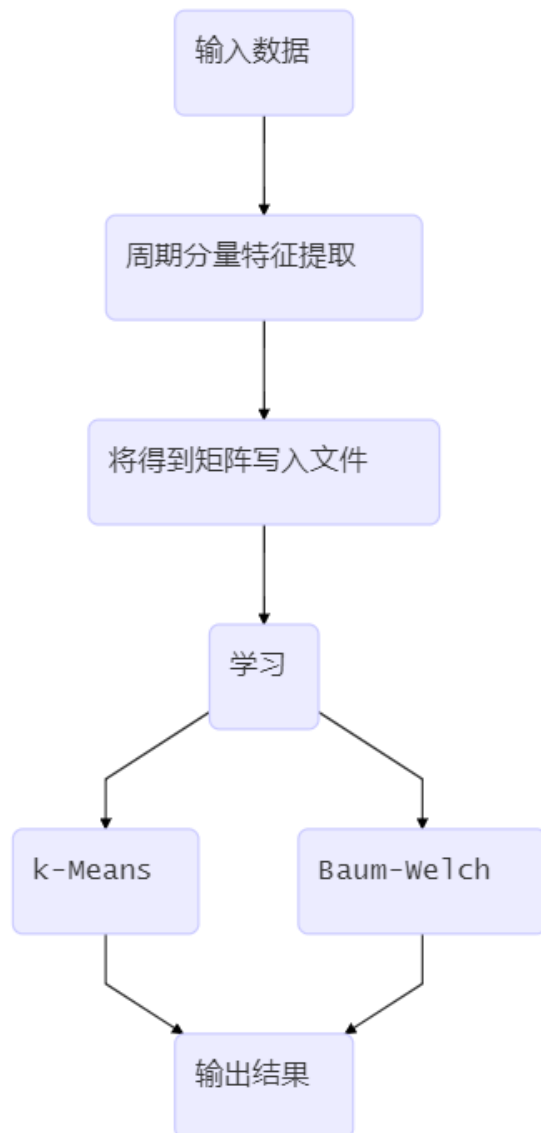 输入数据
周期分量特征提取
将得到矩阵写入文件
学习
k-Means
Baum-Welch
输出结果